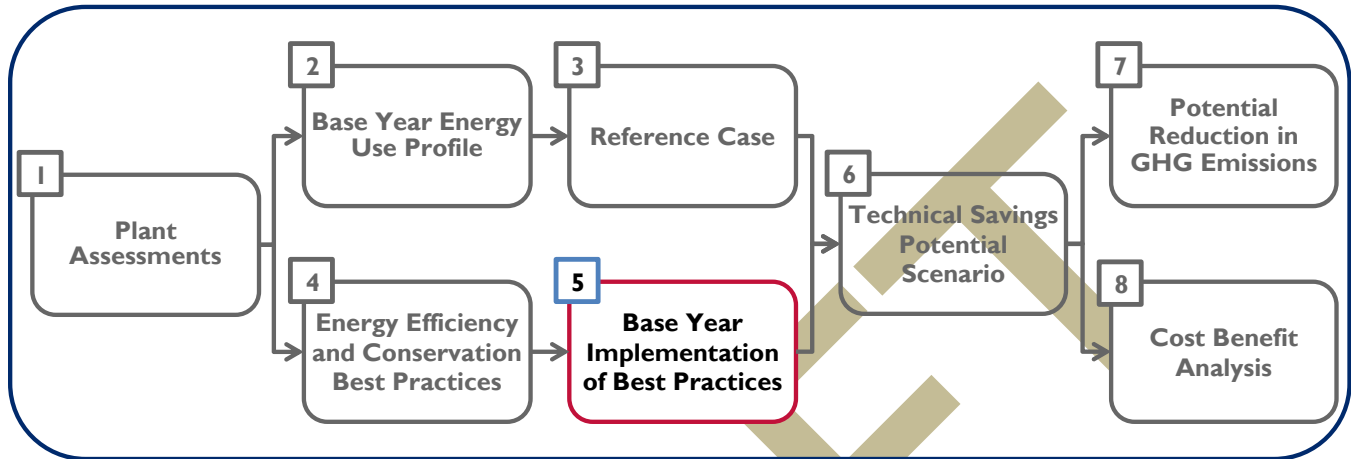 1
Plant
Assessments
2
Base Year Energy
Use Profile
3
Reference Case
4
Energy Efficiency
and Conservation
Best Practices
5
Base Year
Implementation
of Best Practices
6
Technical Savings
Potential
Scenario
7
Potential
Reduction in
GHG Emissions
8
Cost Benefit
Analysis